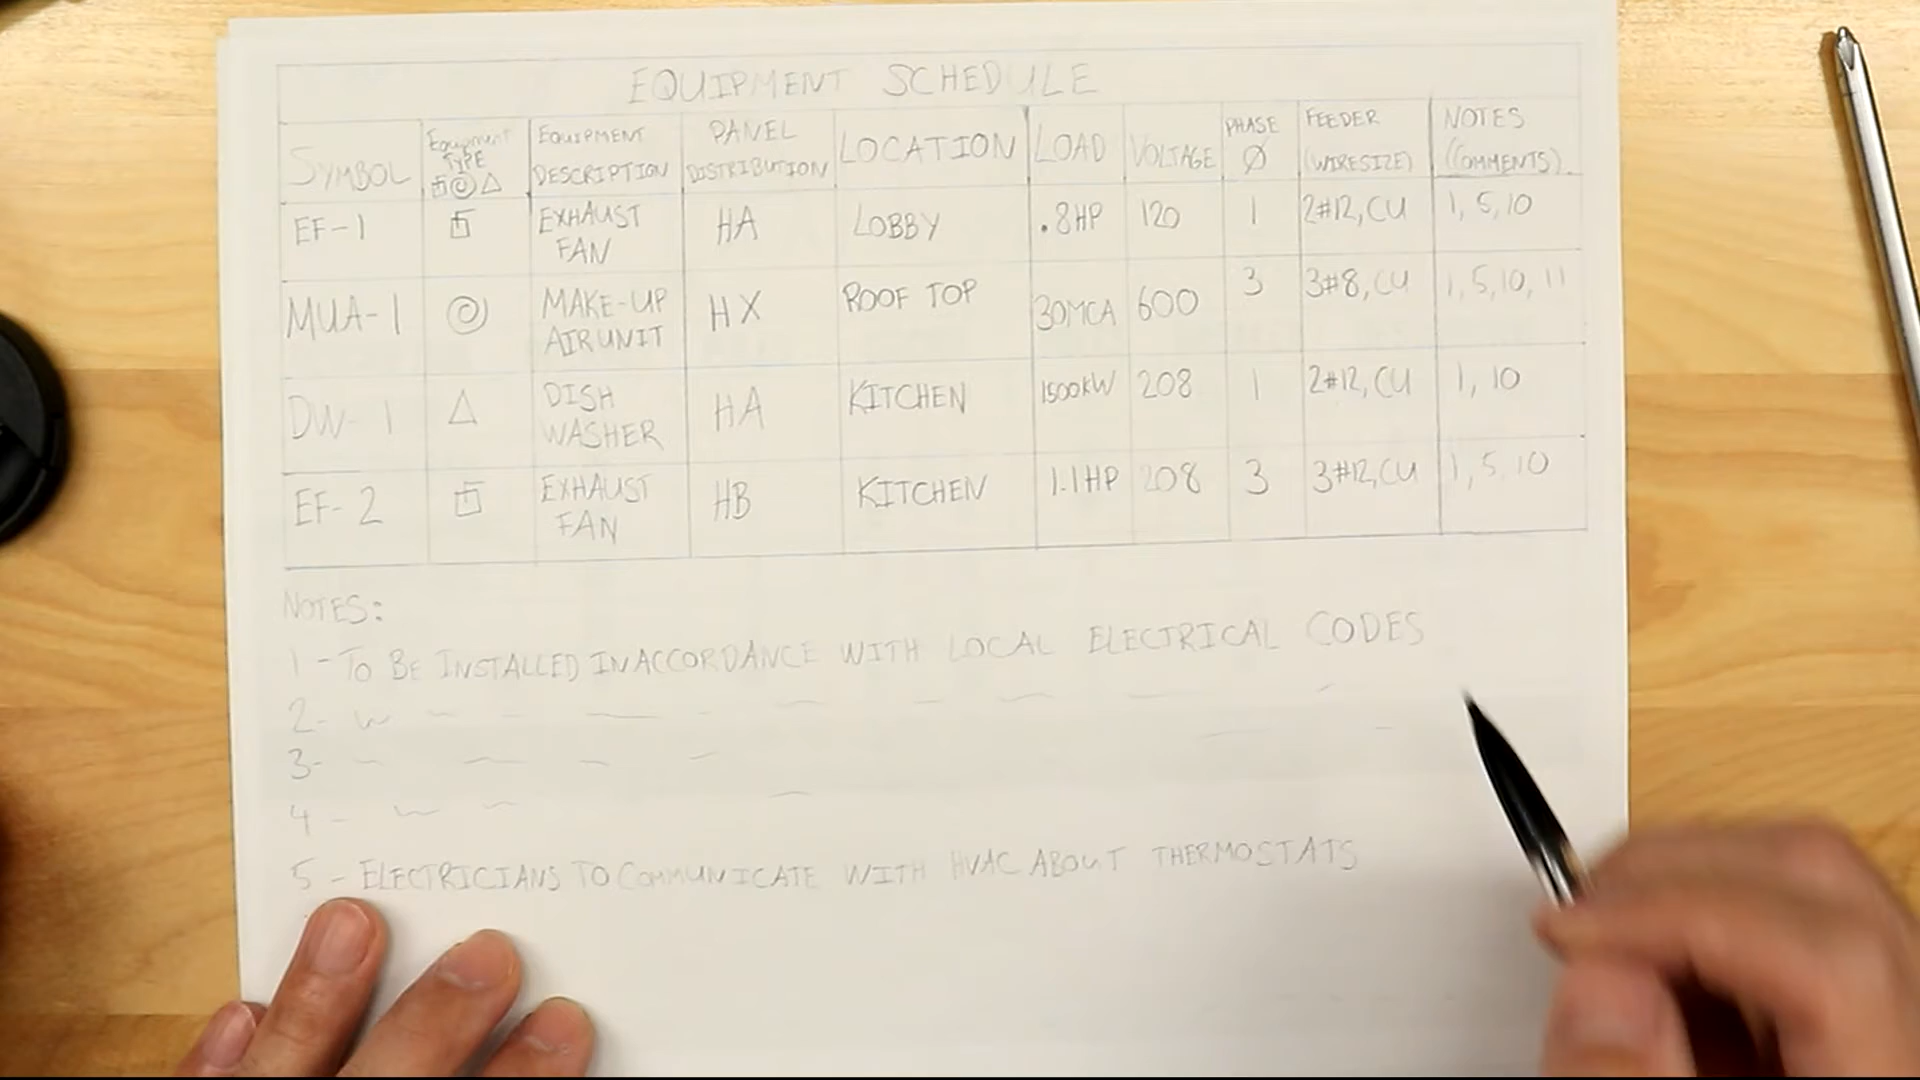 EQUIPMENT SCHEDULE
SYMBOL
Equipment TYPE
EQUIPMENT DESCRIPTION
PANEL DISTRIBUTION
LOCATION
LOAD
VOLTAGE
PHASE Ø
FEEDER (WIRESIZE)
NOTES (COMMENTS)
EF-1 EXHAUST FAN HA LOBBY .8HP 120 1 2#12, CU 1, 5, 10
MUA-1 MAKE-UP AIR UNIT HX ROOF TOP 30MCA 600 3 3#8, CU 1, 5, 10, 11
DW-1 DISH WASHER HA KITCHEN 1500KW 208 1 2#12, CU 1, 10
EF-2 EXHAUST FAN HB KITCHEN 1.1HP 208 3 3#12, CU 1, 5, 10
NOTES:
1 - TO BE INSTALLED IN ACCORDANCE WITH LOCAL ELECTRICAL CODES
2-
3-
4 -
5 - ELECTRICIANS TO COMMUNICATE WITH HVAC ABOUT THERMOSTATS